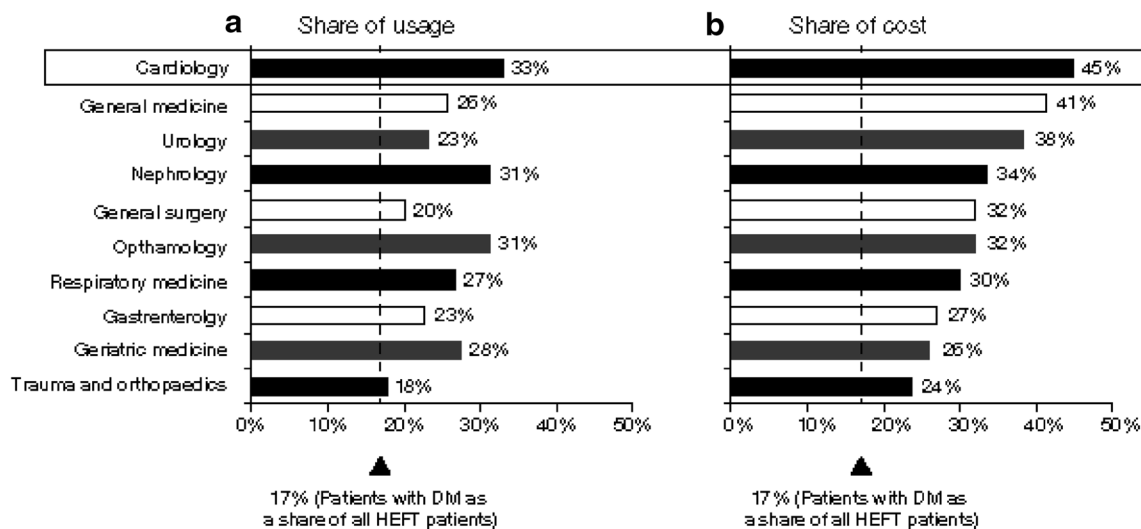 a Share of usage
b Share of cost
Cardiology 33% 45%
General medicine 26% 41%
Urology 23% 38%
Nephrology 31% 34%
General surgery 20% 32%
Opthamology 31% 32%
Respiratory medicine 27% 30%
Gastrenterolgy 23% 27%
Geriatric medicine 28% 26%
Trauma and orthopaedics 18% 24%
0% 10% 20% 30% 40% 50%
0% 10% 20% 30% 40% 50%
17% (Patients with DM as
a share of all HEFT patients)
17% (Patients with DM as
a share of all HEFT patients)